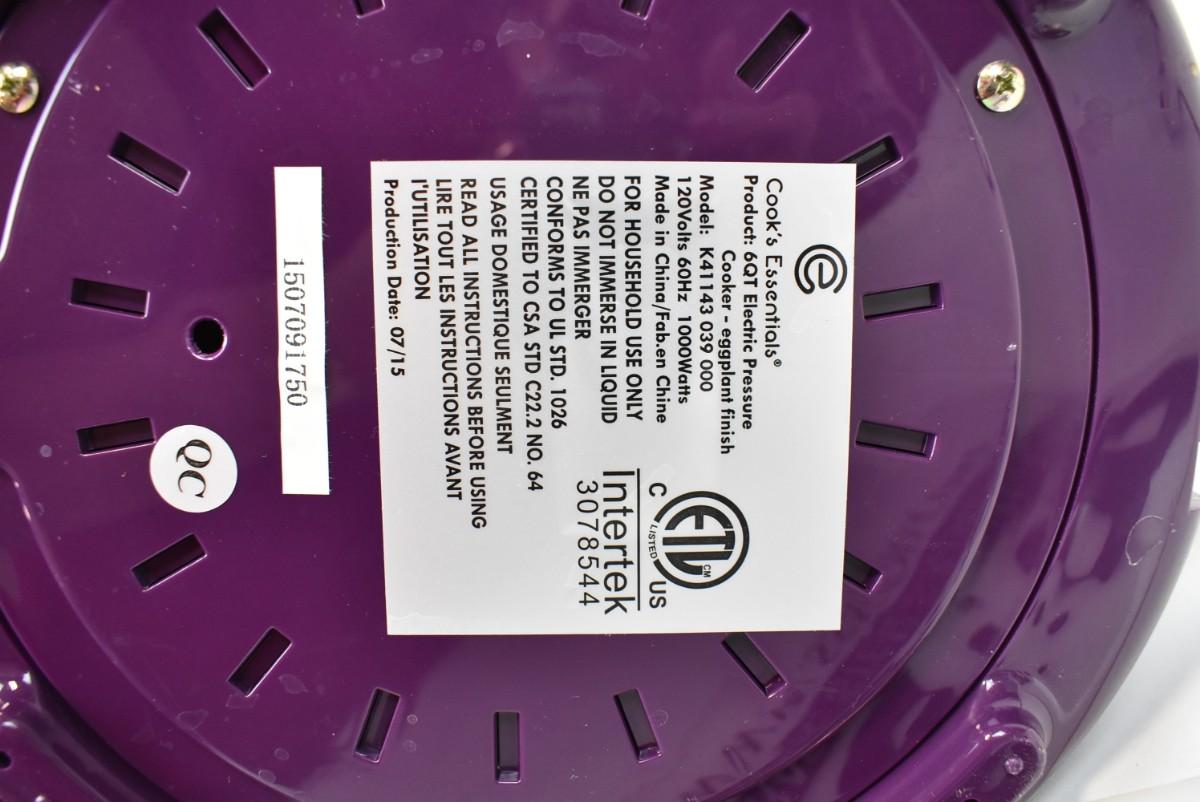 Cook's Essentials®
Product: 6QT Electric Pressure
Cooker - eggplant finish
Model: K41143 039 000
120Volts 60Hz 1000Watts
Made in China/Fab.en Chine
FOR HOUSEHOLD USE ONLY
DO NOT IMMERSE IN LIQUID
NE PAS IMMERGER
CONFORMS TO UL STD. 1026
CERTIFIED TO CSA STD C22.2 NO. 64
USAGE DOMESTIQUE SEULMENT
READ ALL INSTRUCTIONS BEFORE USING
LIRE TOUT LES INSTRUCTIONS AVANT
I'UTILISATION
Production Date: 07/15
ETL CM
C LISTED US
Intertek
3078544
1507091750
QC